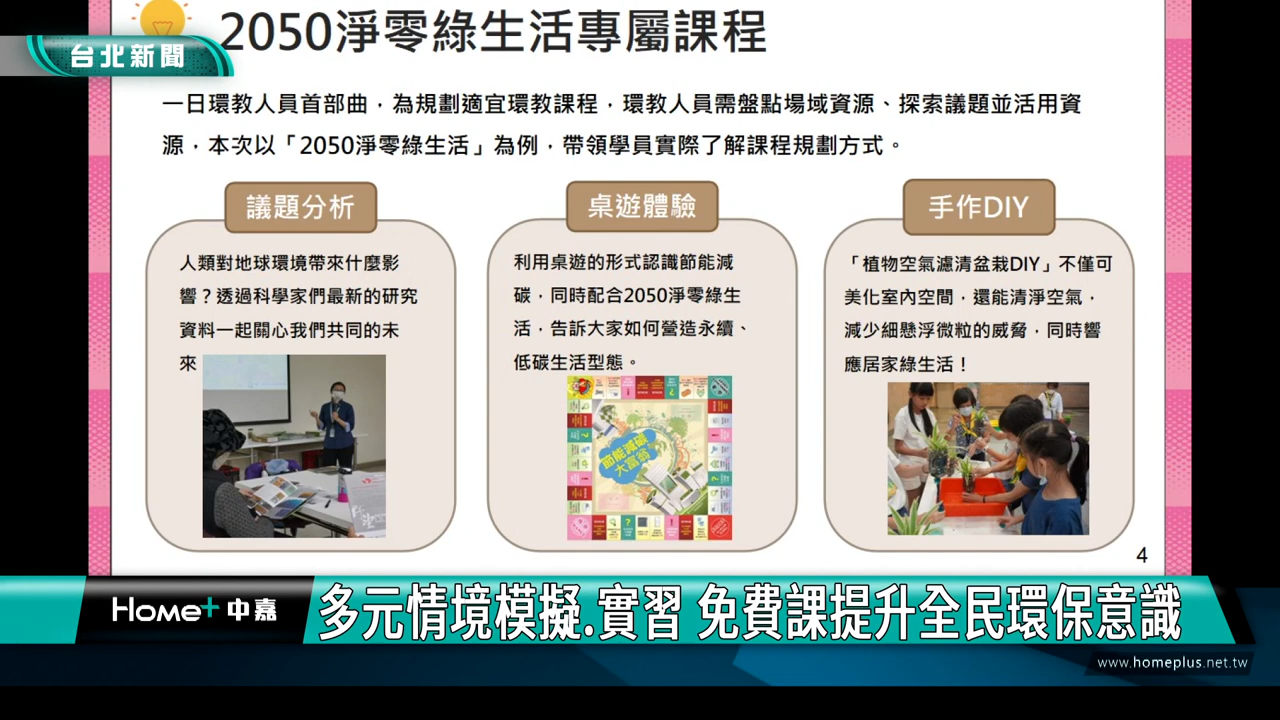 2050淨零綠生活專屬課程
台北新聞
一日環教人員首部曲，為規劃適宜環教課程，環教人員需盤點場域資源、探索議題並活用資
源，本次以「2050淨零綠生活」為例，帶領學員實際了解課程規劃方式。
議題分析
人類對地球環境帶來什麼影
響？透過科學家們最新的研究
資料一起關心我們共同的未
來
桌遊體驗
利用桌遊的形式認識節能減
碳，同時配合2050淨零綠生
活，告訴大家如何營造永續、
低碳生活型態。
節能減碳
大富翁
手作DIY
「植物空氣濾清盆栽DIY」不僅可
美化室內空間，還能清淨空氣，
減少細懸浮微粒的威脅，同時響
應居家綠生活！
4
Home+中嘉
多元情境模擬.實習 免費課提升全民環保意識
www.homeplus.net.tw